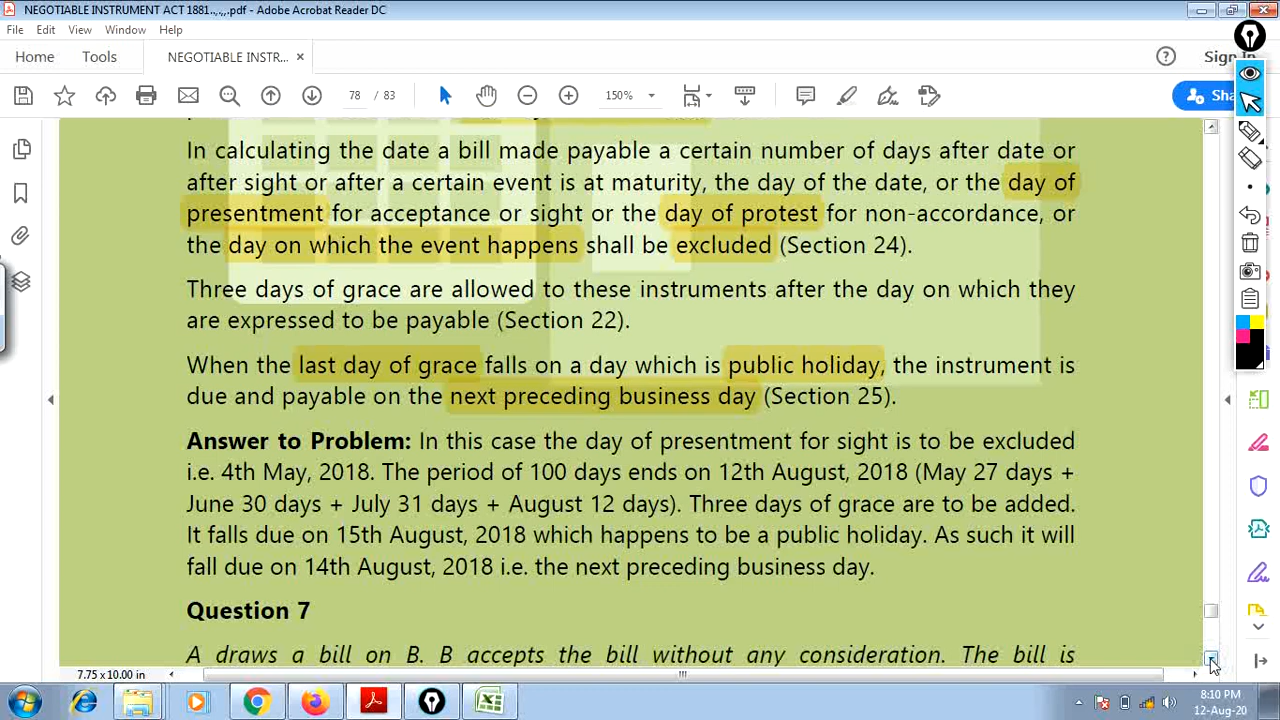 NEGOTIABLE INSTRUMENT ACT 1881..,.,,.pdf - Adobe Acrobat Reader DC
File Edit View Window Help
Home Tools NEGOTIABLE INSTR... × Sign
78 / 83 150% Sha
In calculating the date a bill made payable a certain number of days after date or
after sight or after a certain event is at maturity, the day of the date, or the day of
presentment for acceptance or sight or the day of protest for non-accordance, or
the day on which the event happens shall be excluded (Section 24).
Three days of grace are allowed to these instruments after the day on which they
are expressed to be payable (Section 22).
When the last day of grace falls on a day which is public holiday, the instrument is
due and payable on the next preceding business day (Section 25).
Answer to Problem: In this case the day of presentment for sight is to be excluded
i.e. 4th May, 2018. The period of 100 days ends on 12th August, 2018 (May 27 days +
June 30 days + July 31 days + August 12 days). Three days of grace are to be added.
It falls due on 15th August, 2018 which happens to be a public holiday. As such it will
fall due on 14th August, 2018 i.e. the next preceding business day.
Question 7
A draws a bill on B. B accepts the bill without any consideration. The bill is
7.75 x 10.00 in
8:10 PM
12-Aug-20